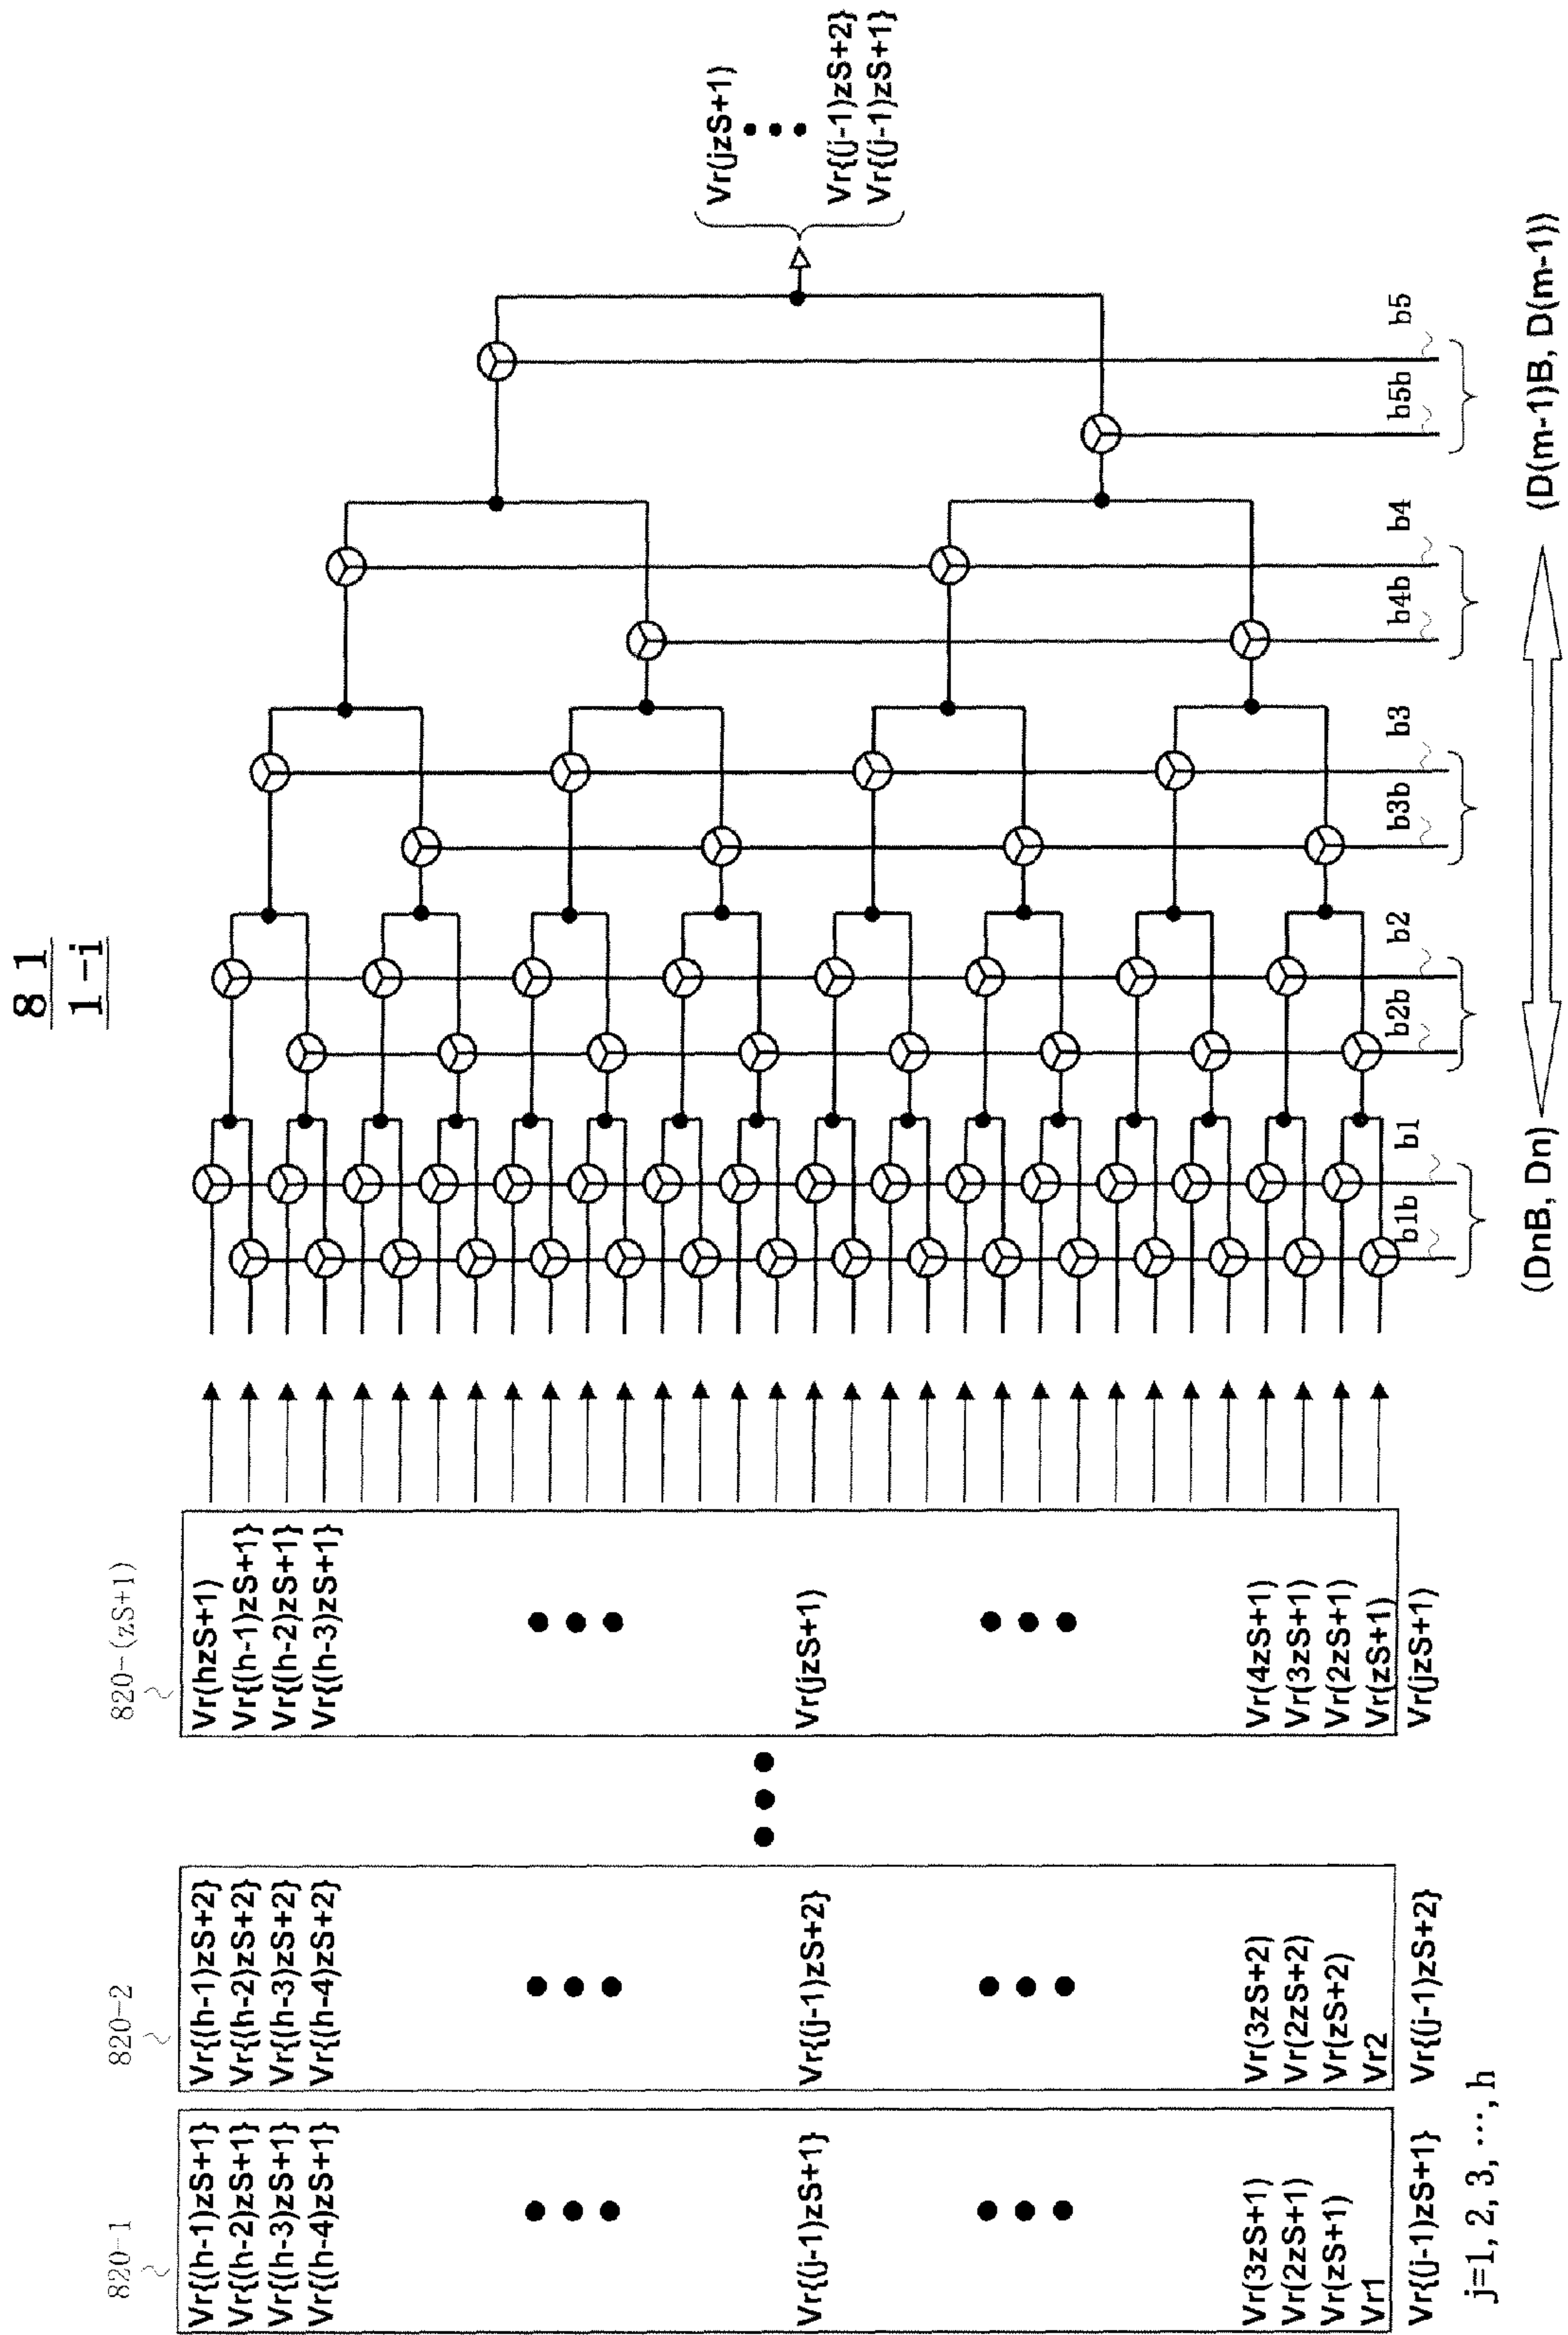 8 1
1-i
820-1
Vr{(h-1)zS+1}
Vr{(h-2)zS+1}
Vr{(h-3)zS+1}
Vr{(h-4)zS+1}
Vr{(j-1)zS+1}
Vr(3zS+1)
Vr(2zS+1)
Vr(zS+1)
Vr1
Vr{(j-1)zS+1}
820-2
Vr{(h-1)zS+2}
Vr{(h-2)zS+2}
Vr{(h-3)zS+2}
Vr{(h-4)zS+2}
Vr{(j-1)zS+2}
Vr(3zS+2)
Vr(2zS+2)
Vr(zS+2)
Vr2
Vr{(j-1)zS+2}
820-(zS+1)
Vr(hzS+1)
Vr{(h-1)zS+1}
Vr{(h-2)zS+1}
Vr{(h-3)zS+1}
Vr(jzS+1)
Vr(4zS+1)
Vr(3zS+1)
Vr(2zS+1)
Vr(zS+1)
Vr(jzS+1)
j=1, 2, 3, …, h
b1b
b1
b2b
b2
b3b
b3
b4b
b4
b5b
b5
(DnB, Dn)
(D(m-1)B, D(m-1))
Vr(jzS+1)
Vr{(j-1)zS+2}
Vr{(j-1)zS+1}